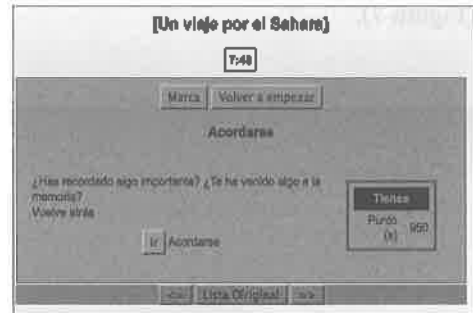 [Un viaje por el Sahara]
7:48
Marca Volver a empezar
Acordarse
¿Has recordado algo importante? ¿Te ha venido algo a la
memoria?
Vuelve atrás
Ir Acordarse
Tienes
Punto
(s) 950
<-- Lista Original -->